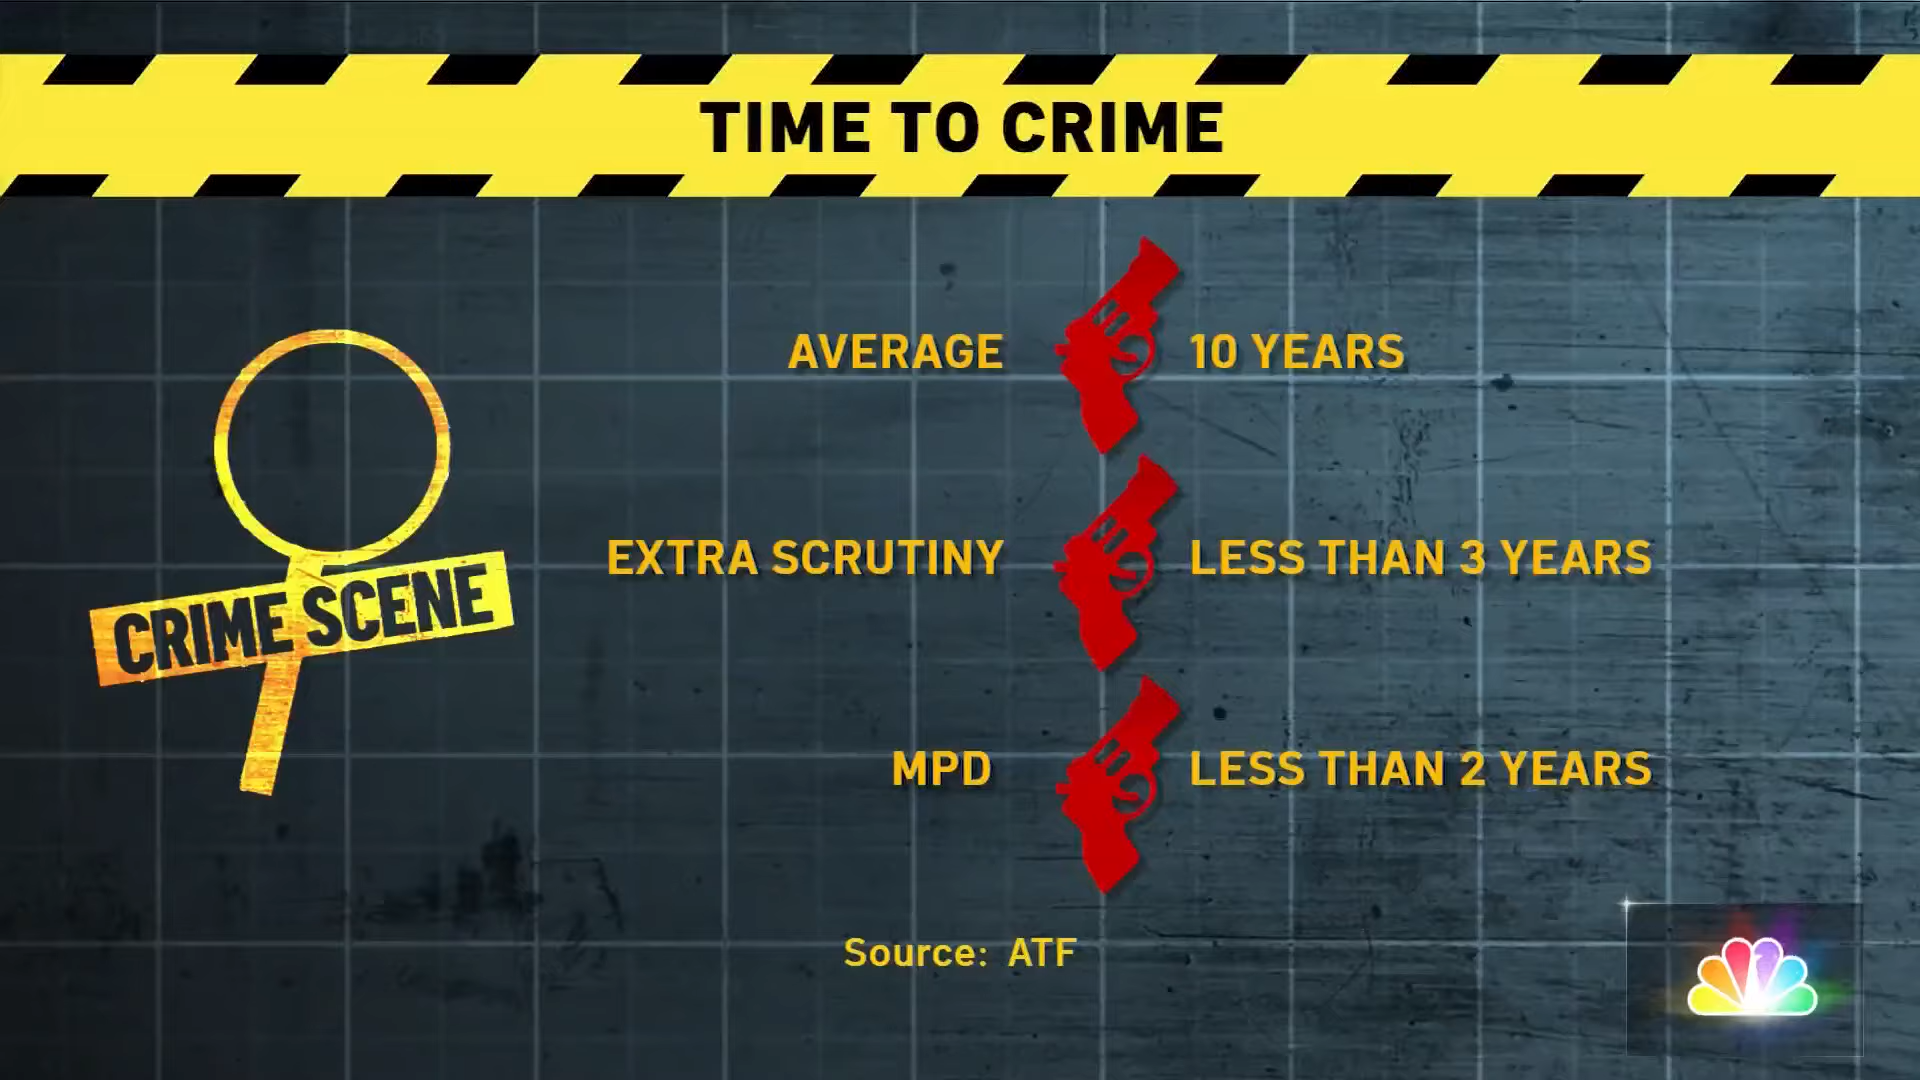 TIME TO CRIME
AVERAGE 10 YEARS
CRIME SCENE
EXTRA SCRUTINY LESS THAN 3 YEARS
MPD LESS THAN 2 YEARS
Source: ATF